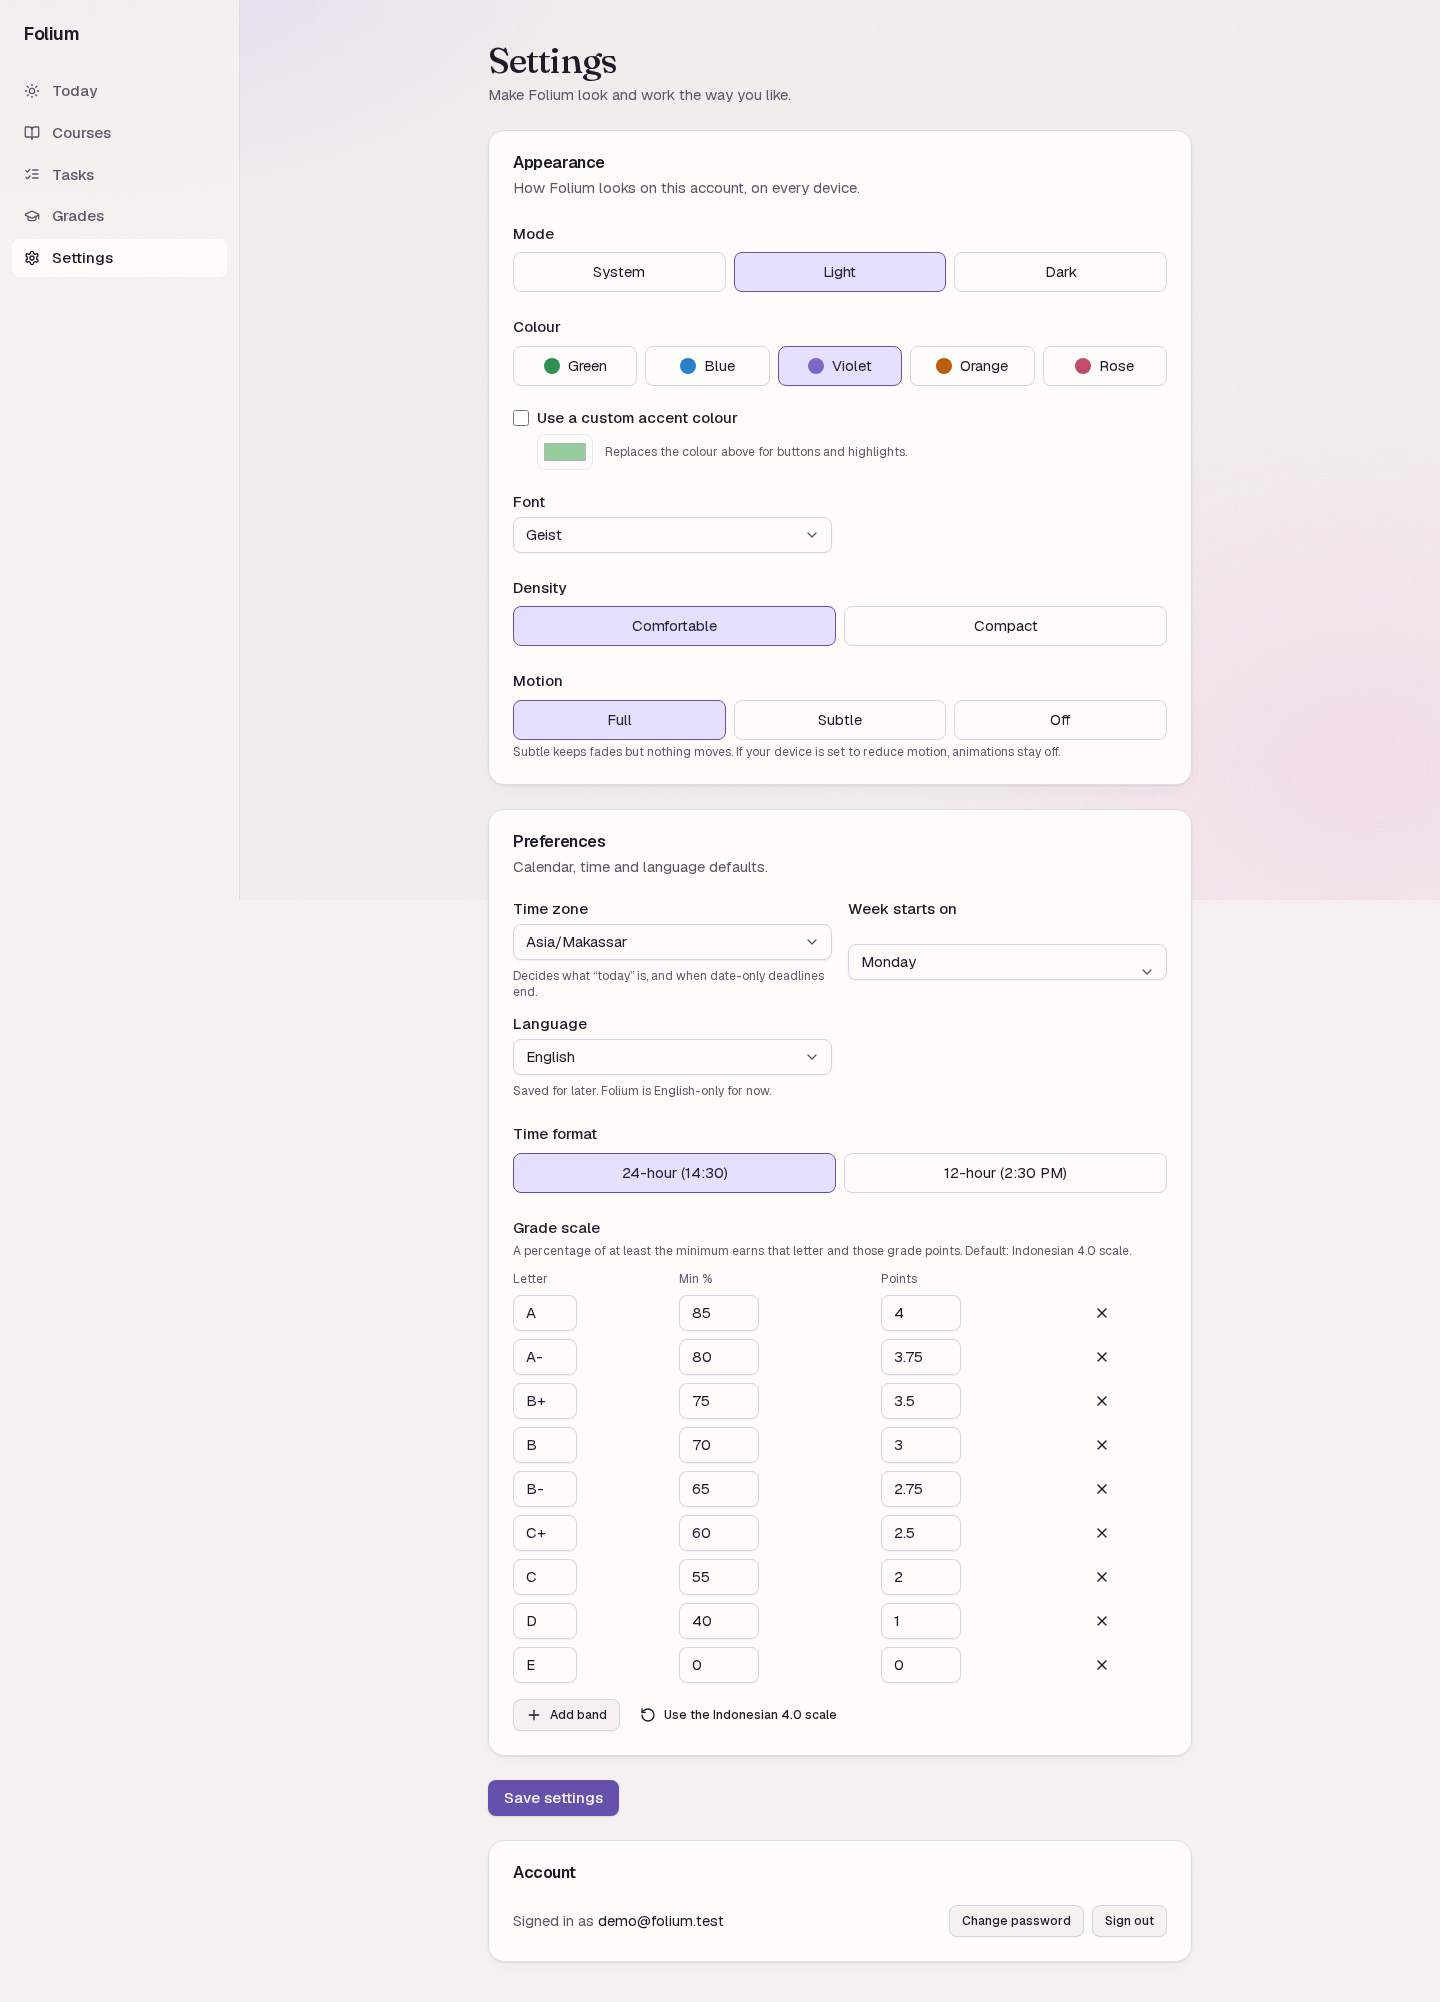 Folium
Today
Courses
Tasks
Grades
Settings
Settings
Make Folium look and work the way you like.
Appearance
How Folium looks on this account, on every device.
Mode
System Light Dark
Colour
Green Blue Violet Orange Rose
Use a custom accent colour
Replaces the colour above for buttons and highlights.
Font
Geist
Density
Comfortable Compact
Motion
Full Subtle Off
Subtle keeps fades but nothing moves. If your device is set to reduce motion, animations stay off.
Preferences
Calendar, time and language defaults.
Time zone Week starts on
Asia/Makassar Monday
Decides what “today” is, and when date-only deadlines
end.
Language
English
Saved for later. Folium is English-only for now.
Time format
24-hour (14:30) 12-hour (2:30 PM)
Grade scale
A percentage of at least the minimum earns that letter and those grade points. Default: Indonesian 4.0 scale.
Letter Min % Points
A 85 4
A- 80 3.75
B+ 75 3.5
B 70 3
B- 65 2.75
C+ 60 2.5
C 55 2
D 40 1
E 0 0
Add band Use the Indonesian 4.0 scale
Save settings
Account
Signed in as demo@folium.test Change password Sign out